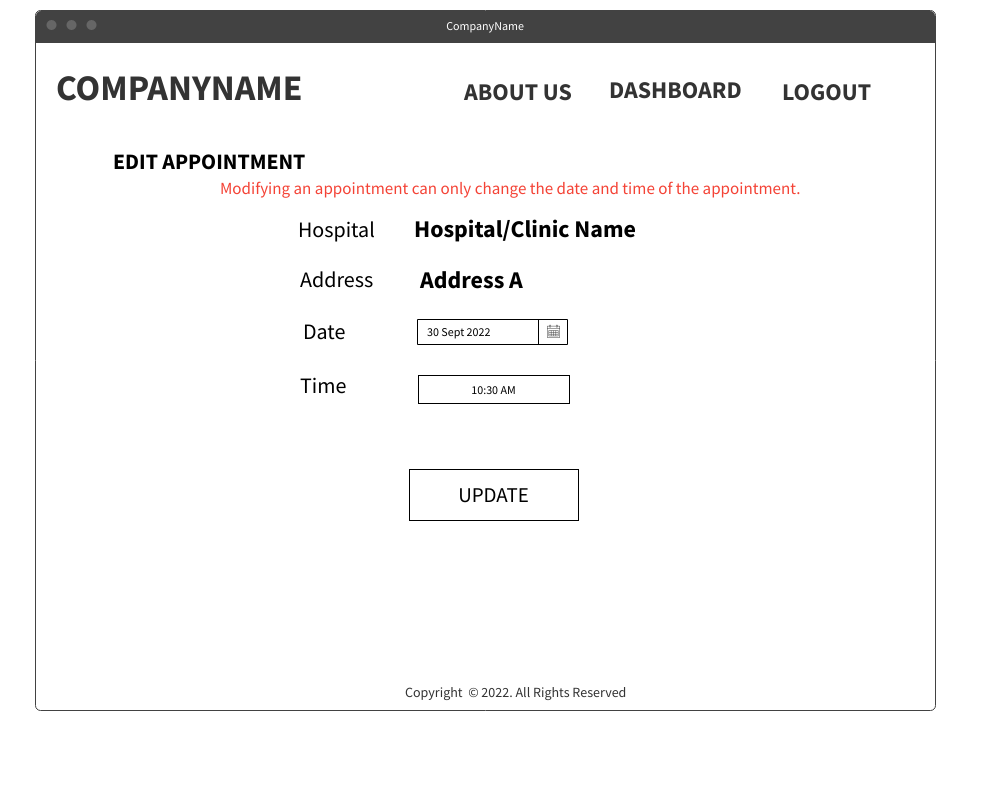 CompanyName
COMPANYNAME
ABOUT US
DASHBOARD
LOGOUT
EDIT APPOINTMENT
Modifying an appointment can only change the date and time of the appointment.
Hospital
Hospital/Clinic Name
Address
Address A
Date
30 Sept 2022
Time
10:30 AM
UPDATE
Copyright © 2022. All Rights Reserved